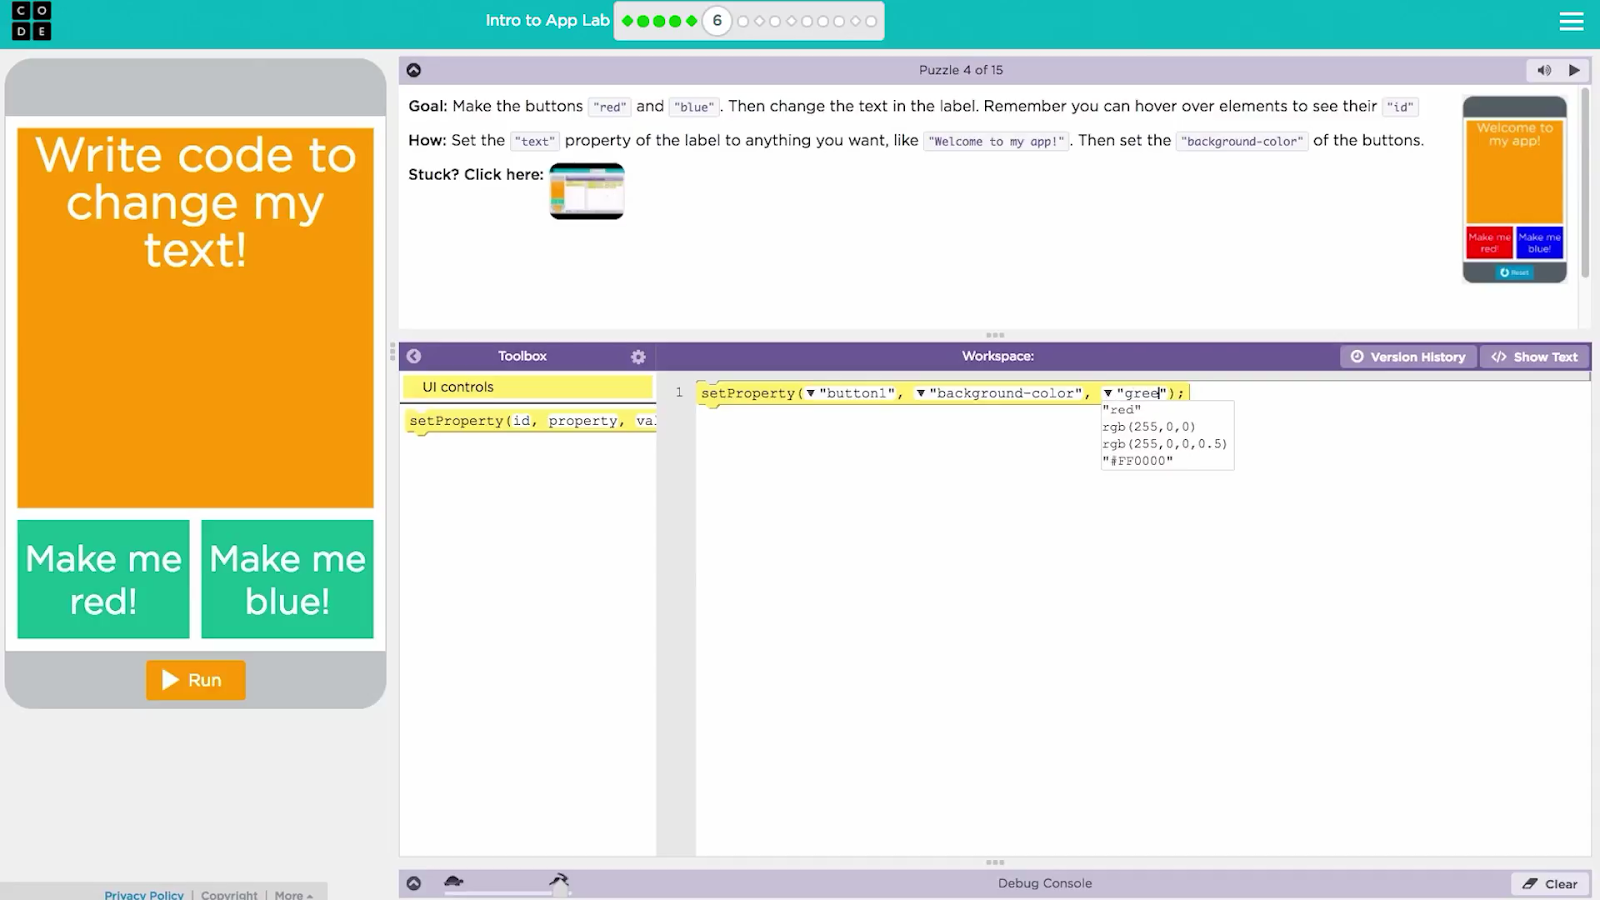 C O
D E
Intro to App Lab
6
Puzzle 4 of 15
Goal: Make the buttons "red" and "blue". Then change the text in the label. Remember you can hover over elements to see their "id"
How: Set the "text" property of the label to anything you want, like "Welcome to my app!". Then set the "background-color" of the buttons.
Stuck? Click here:
Welcome to
my app!
Make me
red!
Make me
blue!
Reset
Write code to
change my
text!
Make me
red!
Make me
blue!
Run
Toolbox
Workspace:
Version History
Show Text
UI controls
setProperty(id, property, val
1
setProperty("button1", "background-color", "gree");
"red"
rgb(255,0,0)
rgb(255,0,0,0.5)
"#FF0000"
Debug Console
Clear
Privacy Policy | Copyright | More